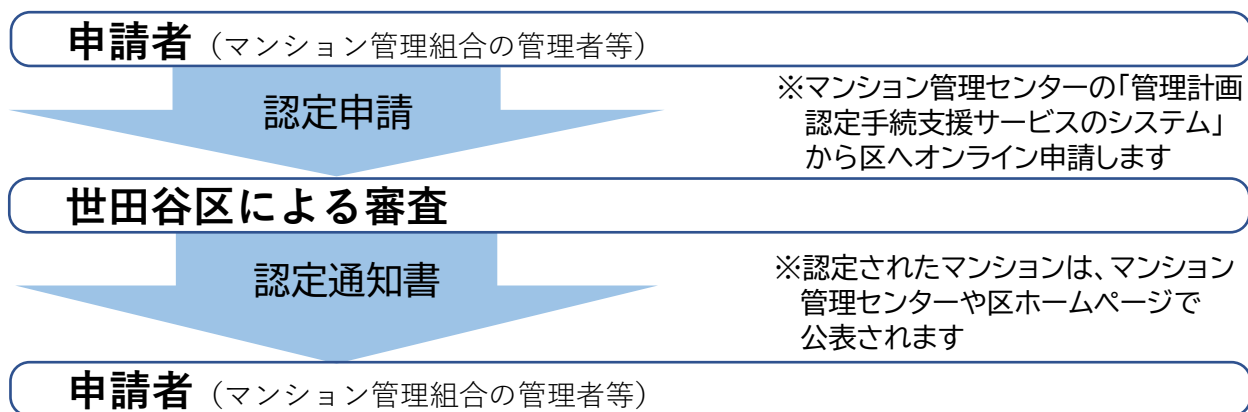 申請者（マンション管理組合の管理者等）
認定申請
※マンション管理センターの「管理計画
認定手続支援サービスのシステム」
から区へオンライン申請します
世田谷区による審査
認定通知書
※認定されたマンションは、マンション
管理センターや区ホームページで
公表されます
申請者（マンション管理組合の管理者等）